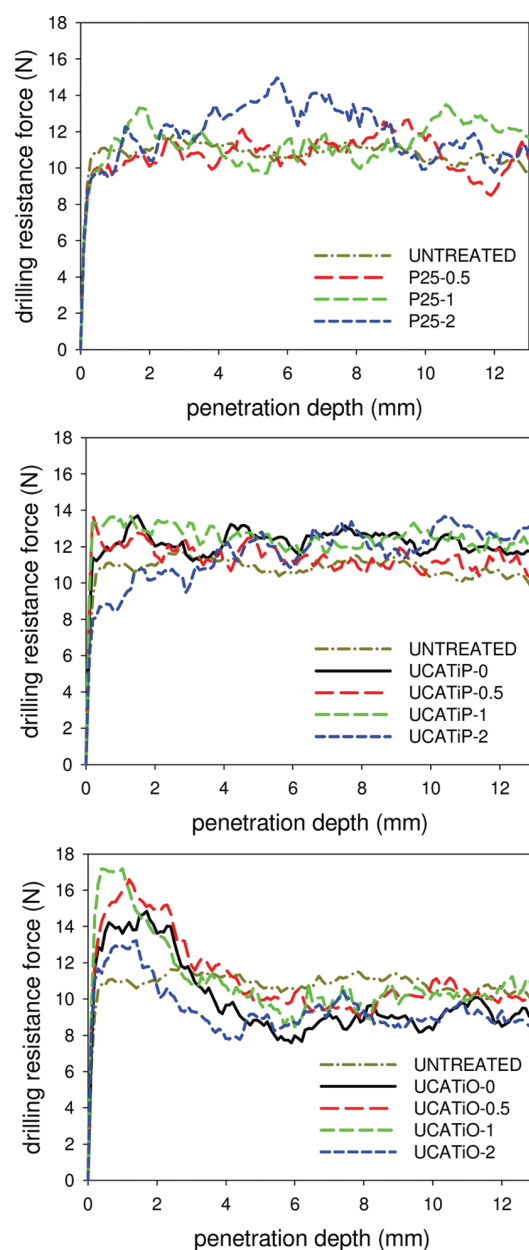 drilling resistance force (N)
18
16
14
12
10
8
6
4
2
0
UNTREATED
P25-0.5
P25-1
P25-2
0 2 4 6 8 10 12
penetration depth (mm)
drilling resistance force (N)
18
16
14
12
10
8
6
4
2
0
UNTREATED
UCATiP-0
UCATiP-0.5
UCATiP-1
UCATiP-2
0 2 4 6 8 10 12
penetration depth (mm)
drilling resistance force (N)
18
16
14
12
10
8
6
4
2
0
UNTREATED
UCATiO-0
UCATiO-0.5
UCATiO-1
UCATiO-2
0 2 4 6 8 10 12
penetration depth (mm)